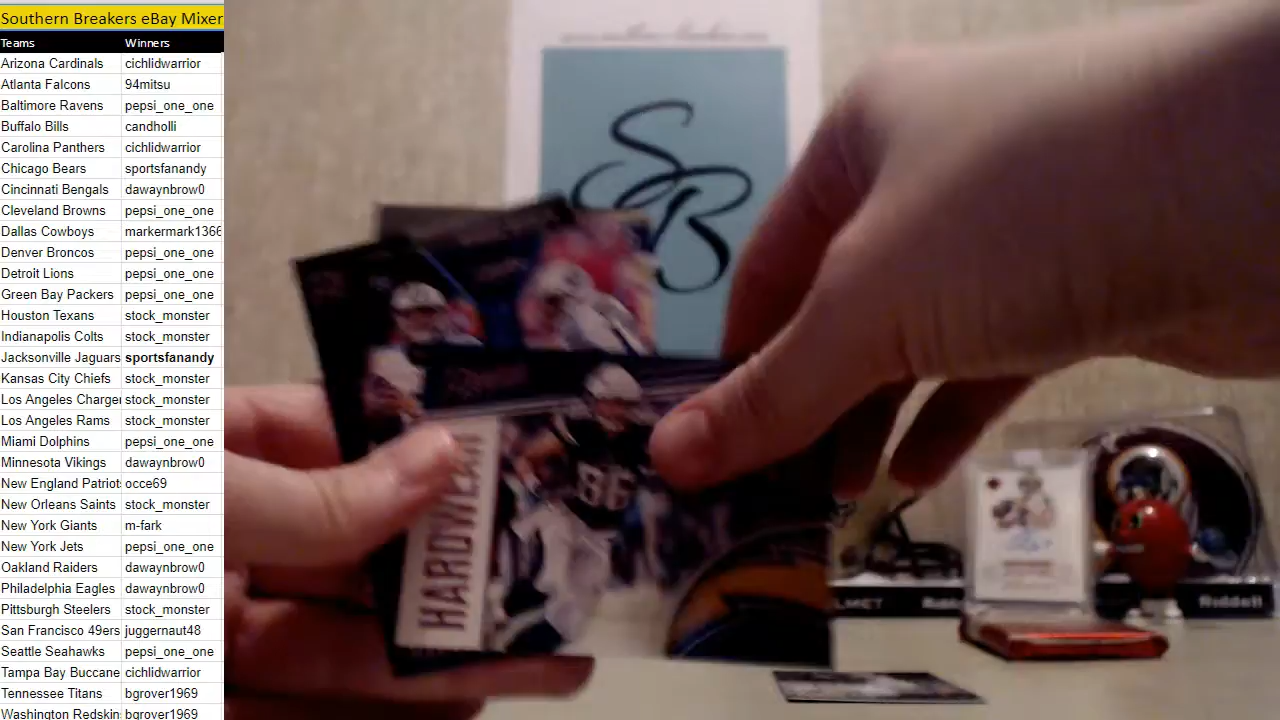 Southern Breakers eBay Mixer
Teams Winners
Arizona Cardinals cichlidwarrior
Atlanta Falcons 94mitsu
Baltimore Ravens pepsi_one_one
Buffalo Bills candholli
Carolina Panthers cichlidwarrior
Chicago Bears sportsfanandy
Cincinnati Bengals dawaynbrow0
Cleveland Browns pepsi_one_one
Dallas Cowboys markermark1366
Denver Broncos pepsi_one_one
Detroit Lions pepsi_one_one
Green Bay Packers pepsi_one_one
Houston Texans stock_monster
Indianapolis Colts stock_monster
Jacksonville Jaguars sportsfanandy
Kansas City Chiefs stock_monster
Los Angeles Charger stock_monster
Los Angeles Rams stock_monster
Miami Dolphins pepsi_one_one
Minnesota Vikings dawaynbrow0
New England Patriot occe69
New Orleans Saints stock_monster
New York Giants m-fark
New York Jets pepsi_one_one
Oakland Raiders dawaynbrow0
Philadelphia Eagles dawaynbrow0
Pittsburgh Steelers stock_monster
San Francisco 49ers juggernaut48
Seattle Seahawks pepsi_one_one
Tampa Bay Buccane cichlidwarrior
Tennessee Titans bgrover1969
Washington Redskin bgrover1969
SB
HARDWEAR
86
LMET
Riddell